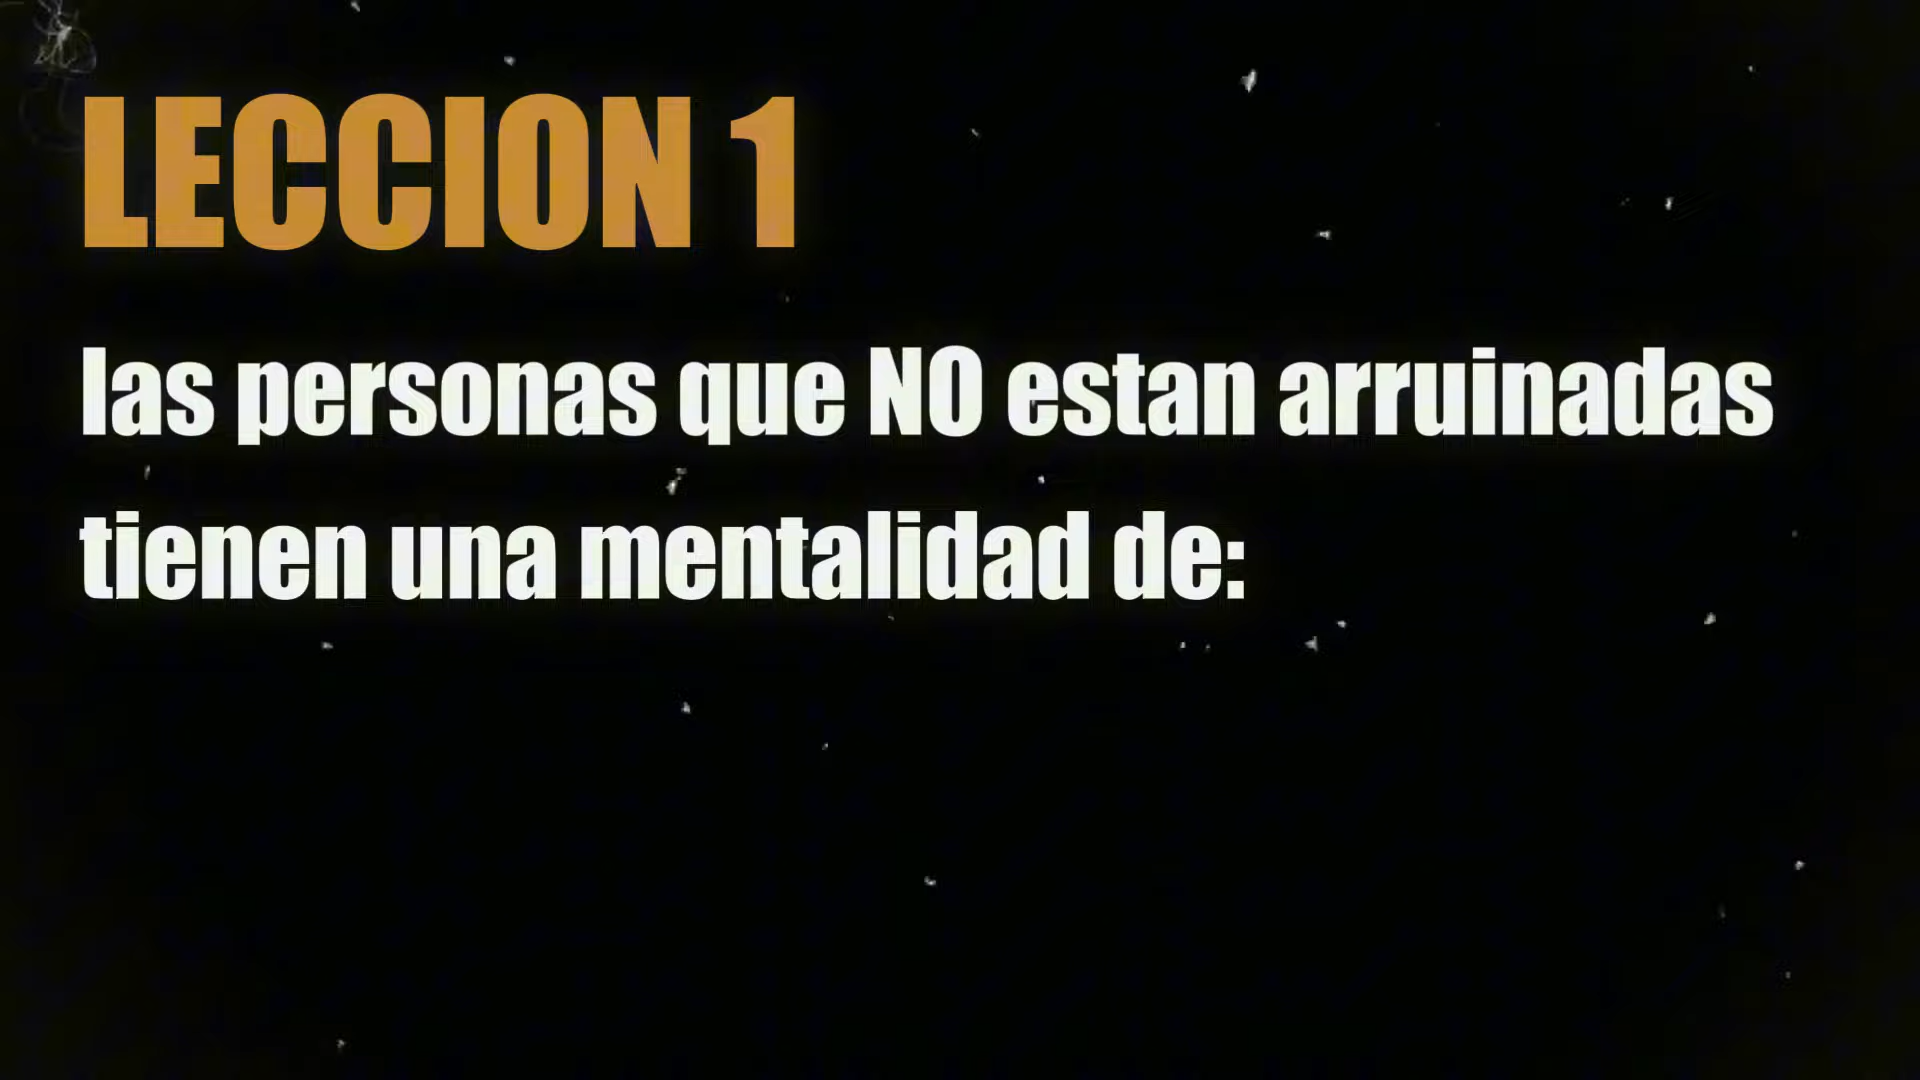 LECCION 1
las personas que NO estan arruinadas
tienen una mentalidad de: